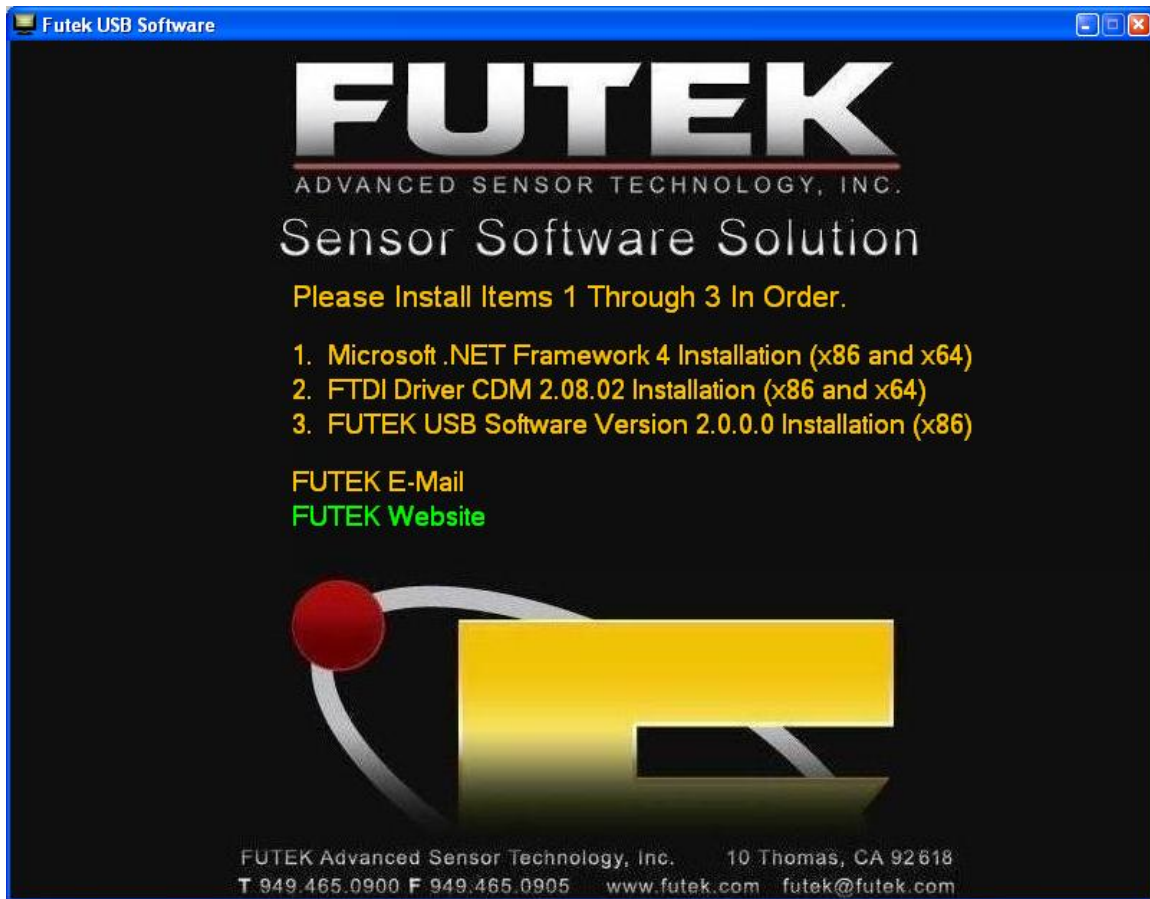 Futek USB Software
FUTEK
ADVANCED SENSOR TECHNOLOGY, INC.
Sensor Software Solution
Please Install Items 1 Through 3 In Order.
1. Microsoft .NET Framework 4 Installation (x86 and x64)
2. FTDI Driver CDM 2.08.02 Installation (x86 and x64)
3. FUTEK USB Software Version 2.0.0.0 Installation (x86)
FUTEK E-Mail
FUTEK Website
FUTEK Advanced Sensor Technology, Inc. 10 Thomas, CA 92618
T 949.465.0900 F 949.465.0905 www.futek.com futek@futek.com